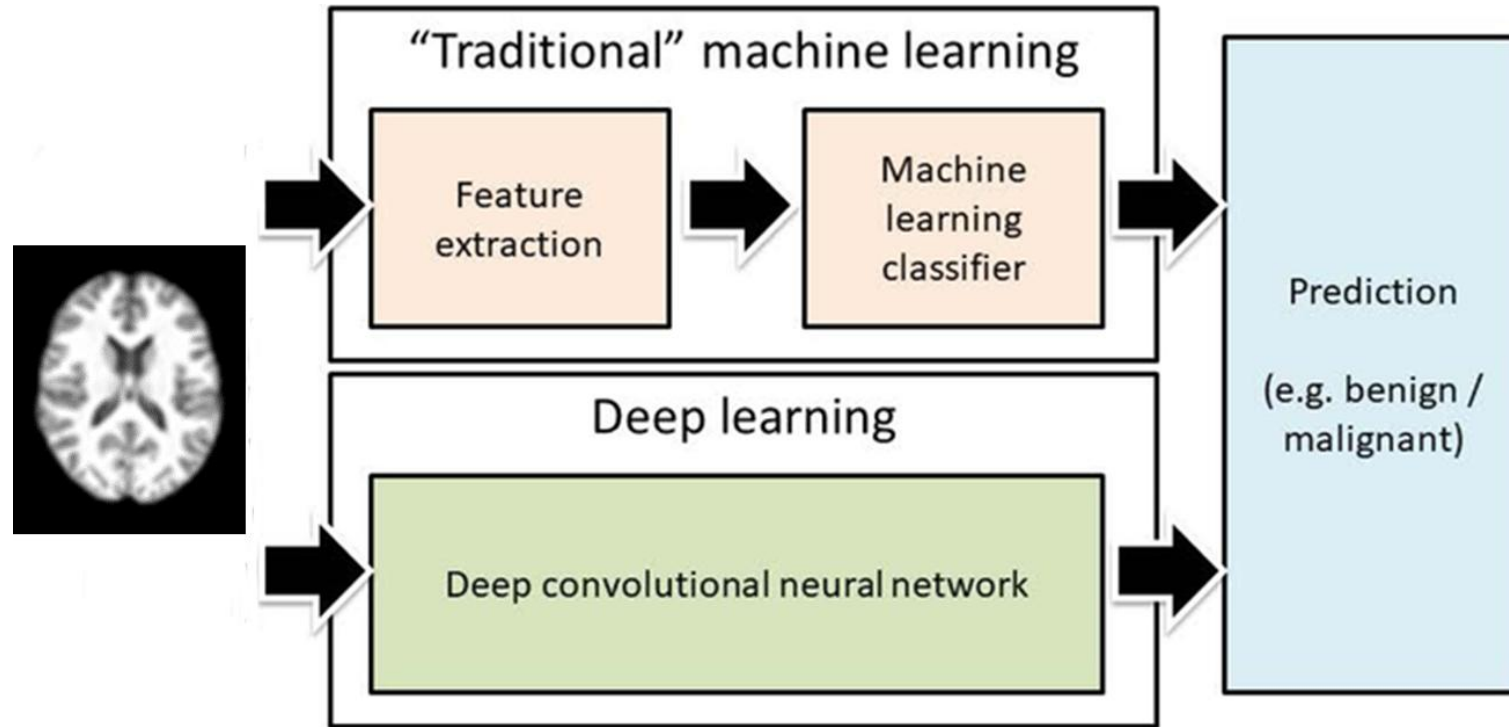 “Traditional” machine learning
Feature
extraction
Machine
learning
classifier
Deep learning
Deep convolutional neural network
Prediction
(e.g. benign /
malignant)